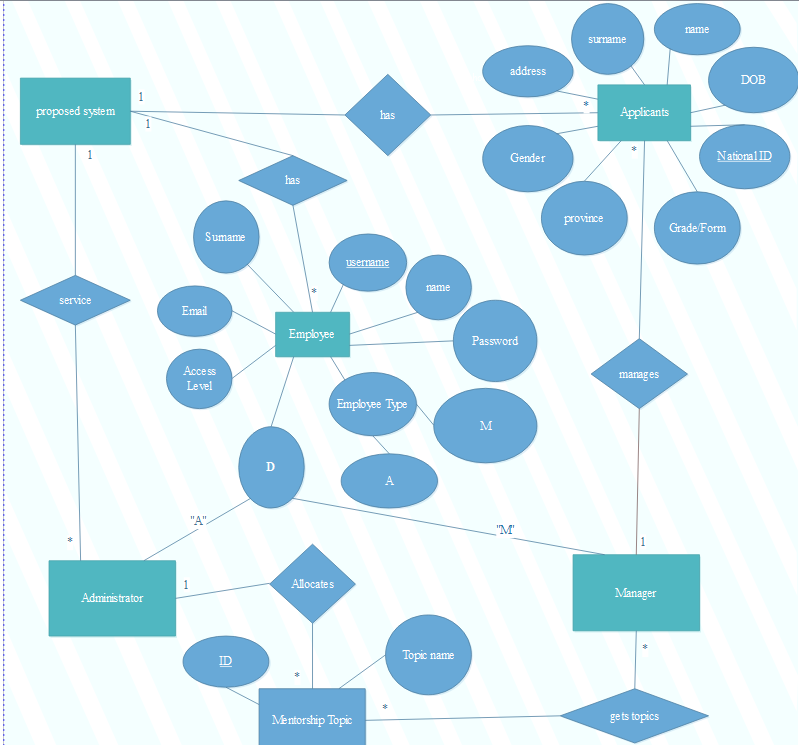 surname
name
address
DOB
proposed system
1
has
*
Applicants
1
*
1
Gender
National ID
has
province
Grade/Form
Surname
username
service
*
name
Email
Employee
Password
Access
Level
manages
Employee Type
M
D
A
"A"
"M"
*
1
Administrator
1
Allocates
Manager
*
ID
Topic name
*
*
Mentorship Topic
gets topics